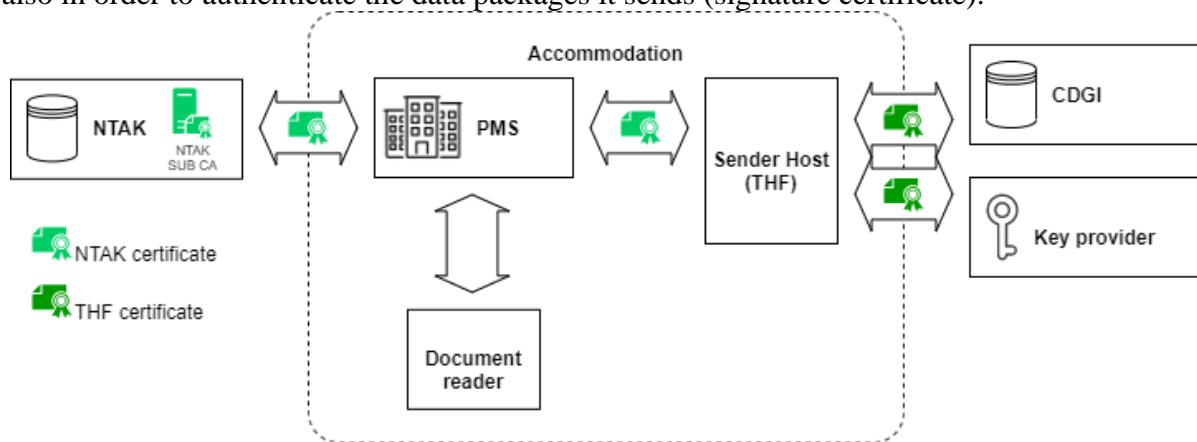 also in order to authenticate the data packages it sends (signature certificate).
Accommodation
NTAK
NTAK
SUB CA
PMS
Sender Host
(THF)
CDGI
Key provider
NTAK certificate
THF certificate
Document
reader